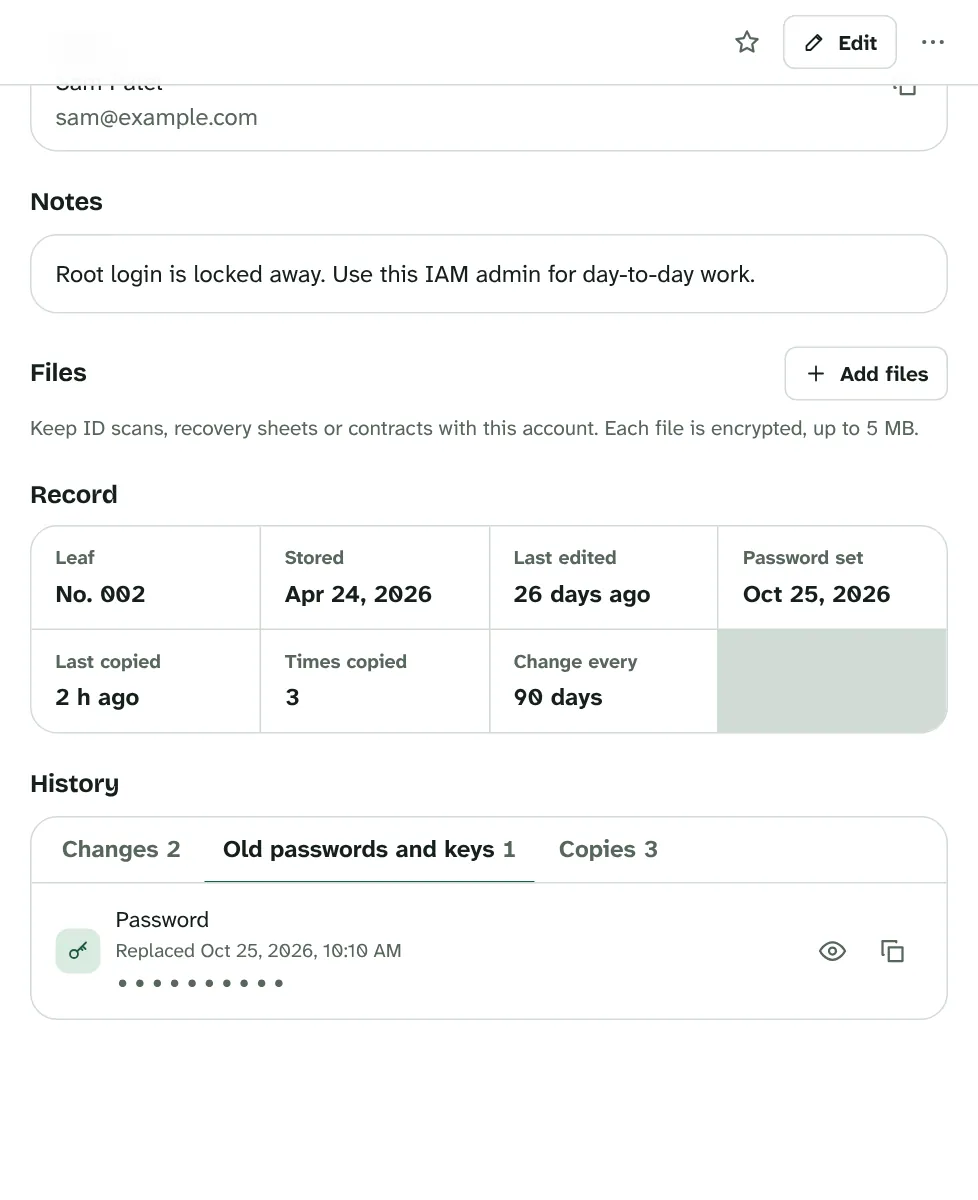 Edit
Sam Patel
sam@example.com
Notes
Root login is locked away. Use this IAM admin for day-to-day work.
Files
Add files
Keep ID scans, recovery sheets or contracts with this account. Each file is encrypted, up to 5 MB.
Record
Leaf
No. 002
Stored
Apr 24, 2026
Last edited
26 days ago
Password set
Oct 25, 2026
Last copied
2 h ago
Times copied
3
Change every
90 days
History
Changes 2
Old passwords and keys 1
Copies 3
Password
Replaced Oct 25, 2026, 10:10 AM